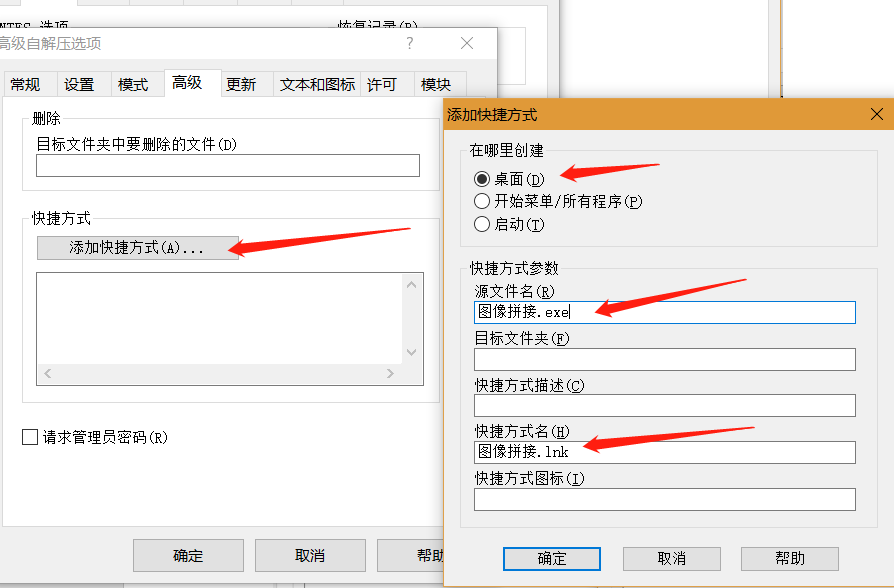 NTFS 选项
恢复记录(R)
高级自解压选项
?
常规 设置 模式 高级 更新 文本和图标 许可 模块
删除
目标文件夹中要删除的文件(D)
快捷方式
添加快捷方式(A)...
请求管理员密码(R)
确定 取消 帮助
添加快捷方式
在哪里创建
桌面(D)
开始菜单/所有程序(P)
启动(T)
快捷方式参数
源文件名(R)
图像拼接.exe
目标文件夹(F)
快捷方式描述(C)
快捷方式名(H)
图像拼接.lnk
快捷方式图标(I)
确定 取消 帮助